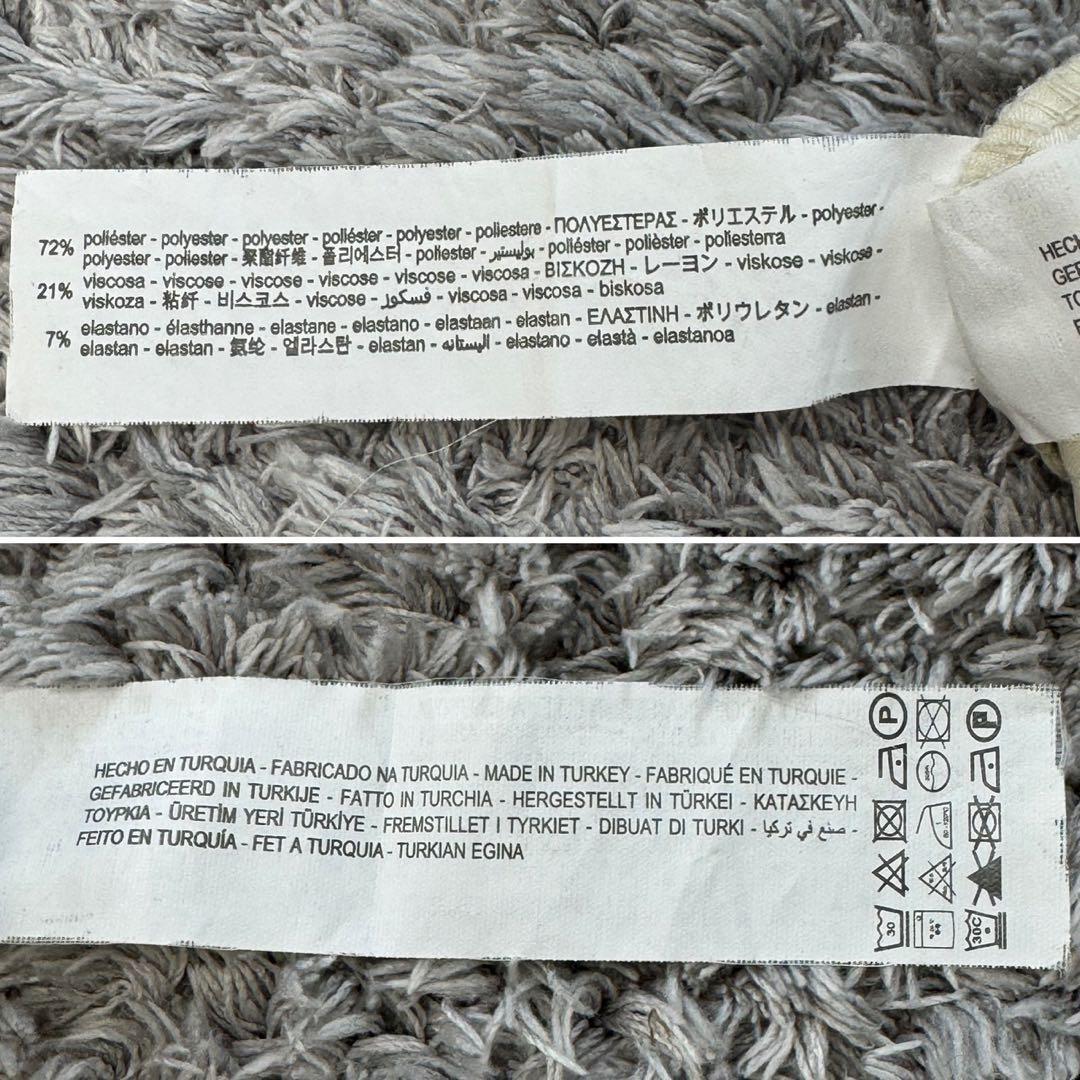 72% poliéster - polyester - polyester - poliéster - polyester - poliestere - ΠΟΛΥΕΣΤΕΡΑΣ - ポリエステル - polyester -
polyester - poliester - 聚酯纤维 - 폴리에스터 - poliester - بوليستير - poliéster - polièster - poliesterra
21% viscosa - viscose - viscose - viscose - viscose - viscosa - ΒΙΣΚΟΖΗ - レーヨン - viskose - viskose -
viskoza - 粘纤 - 비스코스 - viscose - فسكوز - viscosa - viscosa - biskosa
7% elastano - élasthanne - elastane - elastano - elastaan - elastan - ΕΛΑΣΤΙΝΗ - ポリウレタン - elastan -
elastan - elastan - 氨纶 - 엘라스탄 - elastan - اليستانه - elastano - elastà - elastanoa
HECH
GEF
TO
HECHO EN TURQUIA - FABRICADO NA TURQUIA - MADE IN TURKEY - FABRIQUÉ EN TURQUIE -
GEFABRICEERD IN TURKIJE - FATTO IN TURCHIA - HERGESTELLT IN TÜRKEI - ΚΑΤΑΣΚΕΥΗ
ΤΟΥΡΚΙΑ - ÜRETİM YERİ TÜRKİYE - FREMSTILLET I TYRKIET - DIBUAT DI TURKI - صنع في تركيا -
FEITO EN TURQUÍA - FET A TURQUIA - TURKIAN EGINA
P
P
30
30C